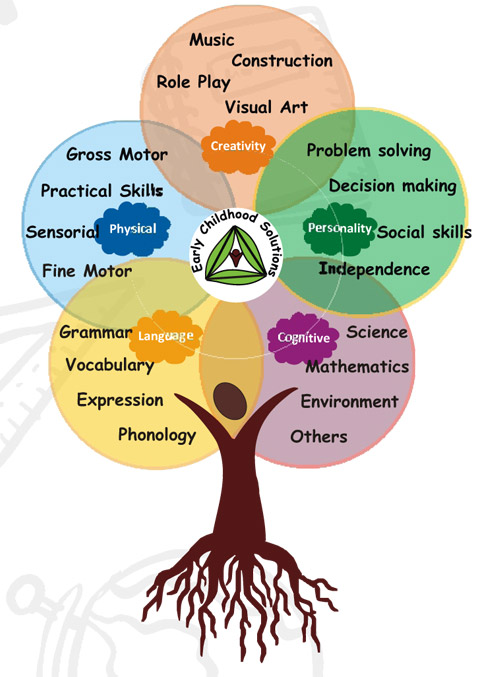 Music
Construction
Role Play
Visual Art
Creativity
Gross Motor
Practical Skills
Sensorial
Fine Motor
Physical
Problem solving
Decision making
Social skills
Independence
Personality
Early Childhood Solutions
Grammar
Vocabulary
Expression
Phonology
Language
Science
Mathematics
Environment
Others
Cognitive